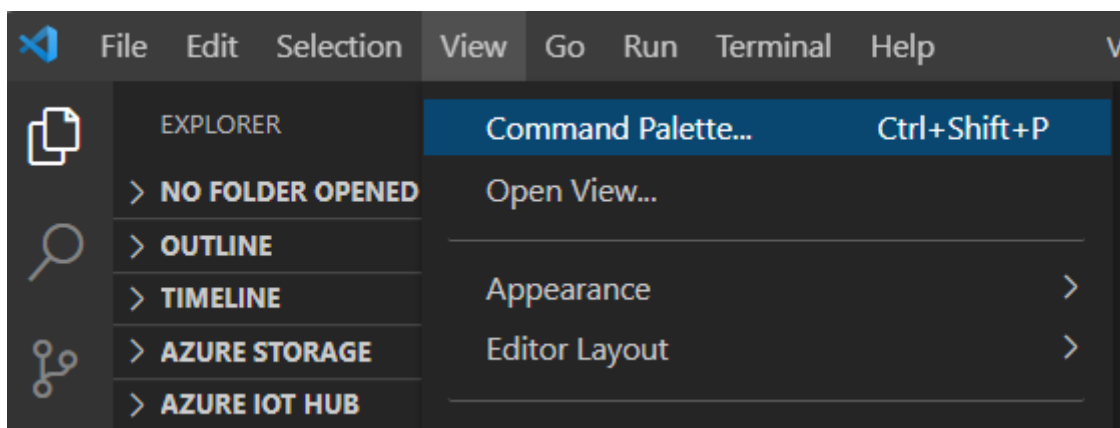 File Edit Selection View Go Run Terminal Help
EXPLORER
NO FOLDER OPENED
OUTLINE
TIMELINE
AZURE STORAGE
AZURE IOT HUB
Command Palette... Ctrl+Shift+P
Open View...
Appearance
Editor Layout